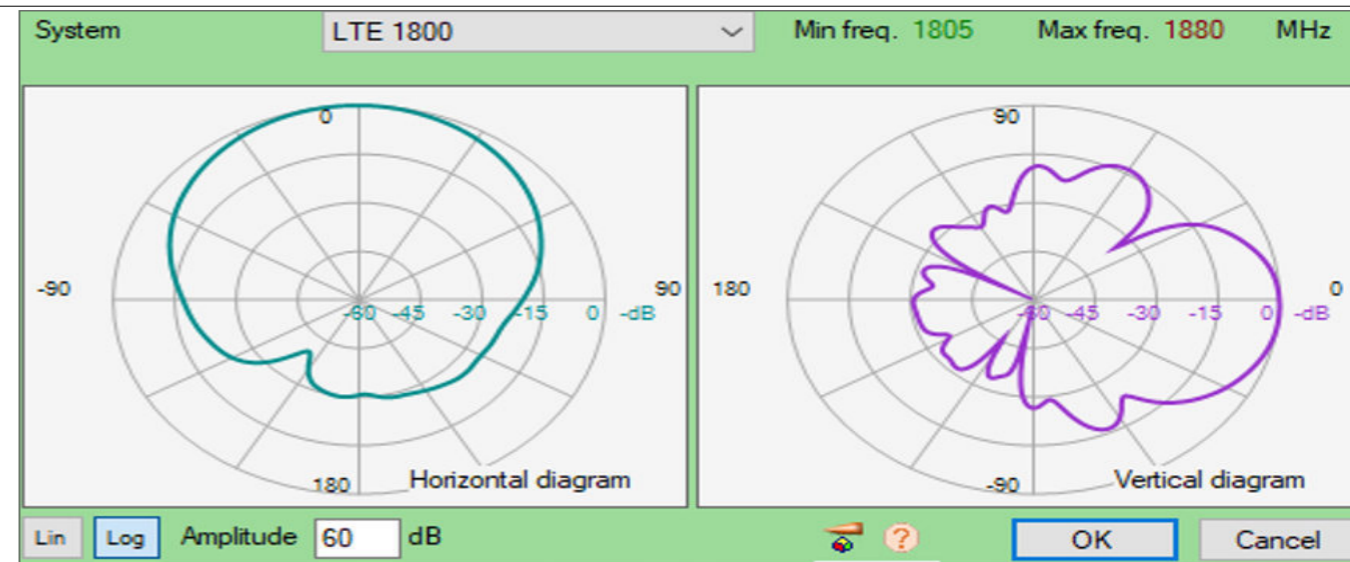 System LTE 1800 Min freq. 1805 Max freq. 1880 MHz
0
-90 90
-60 -45 -30 -15 0 -dB
180 Horizontal diagram
90
180 0
-60 -45 -30 -15 0 -dB
-90 Vertical diagram
Lin Log Amplitude 60 dB ? OK Cancel